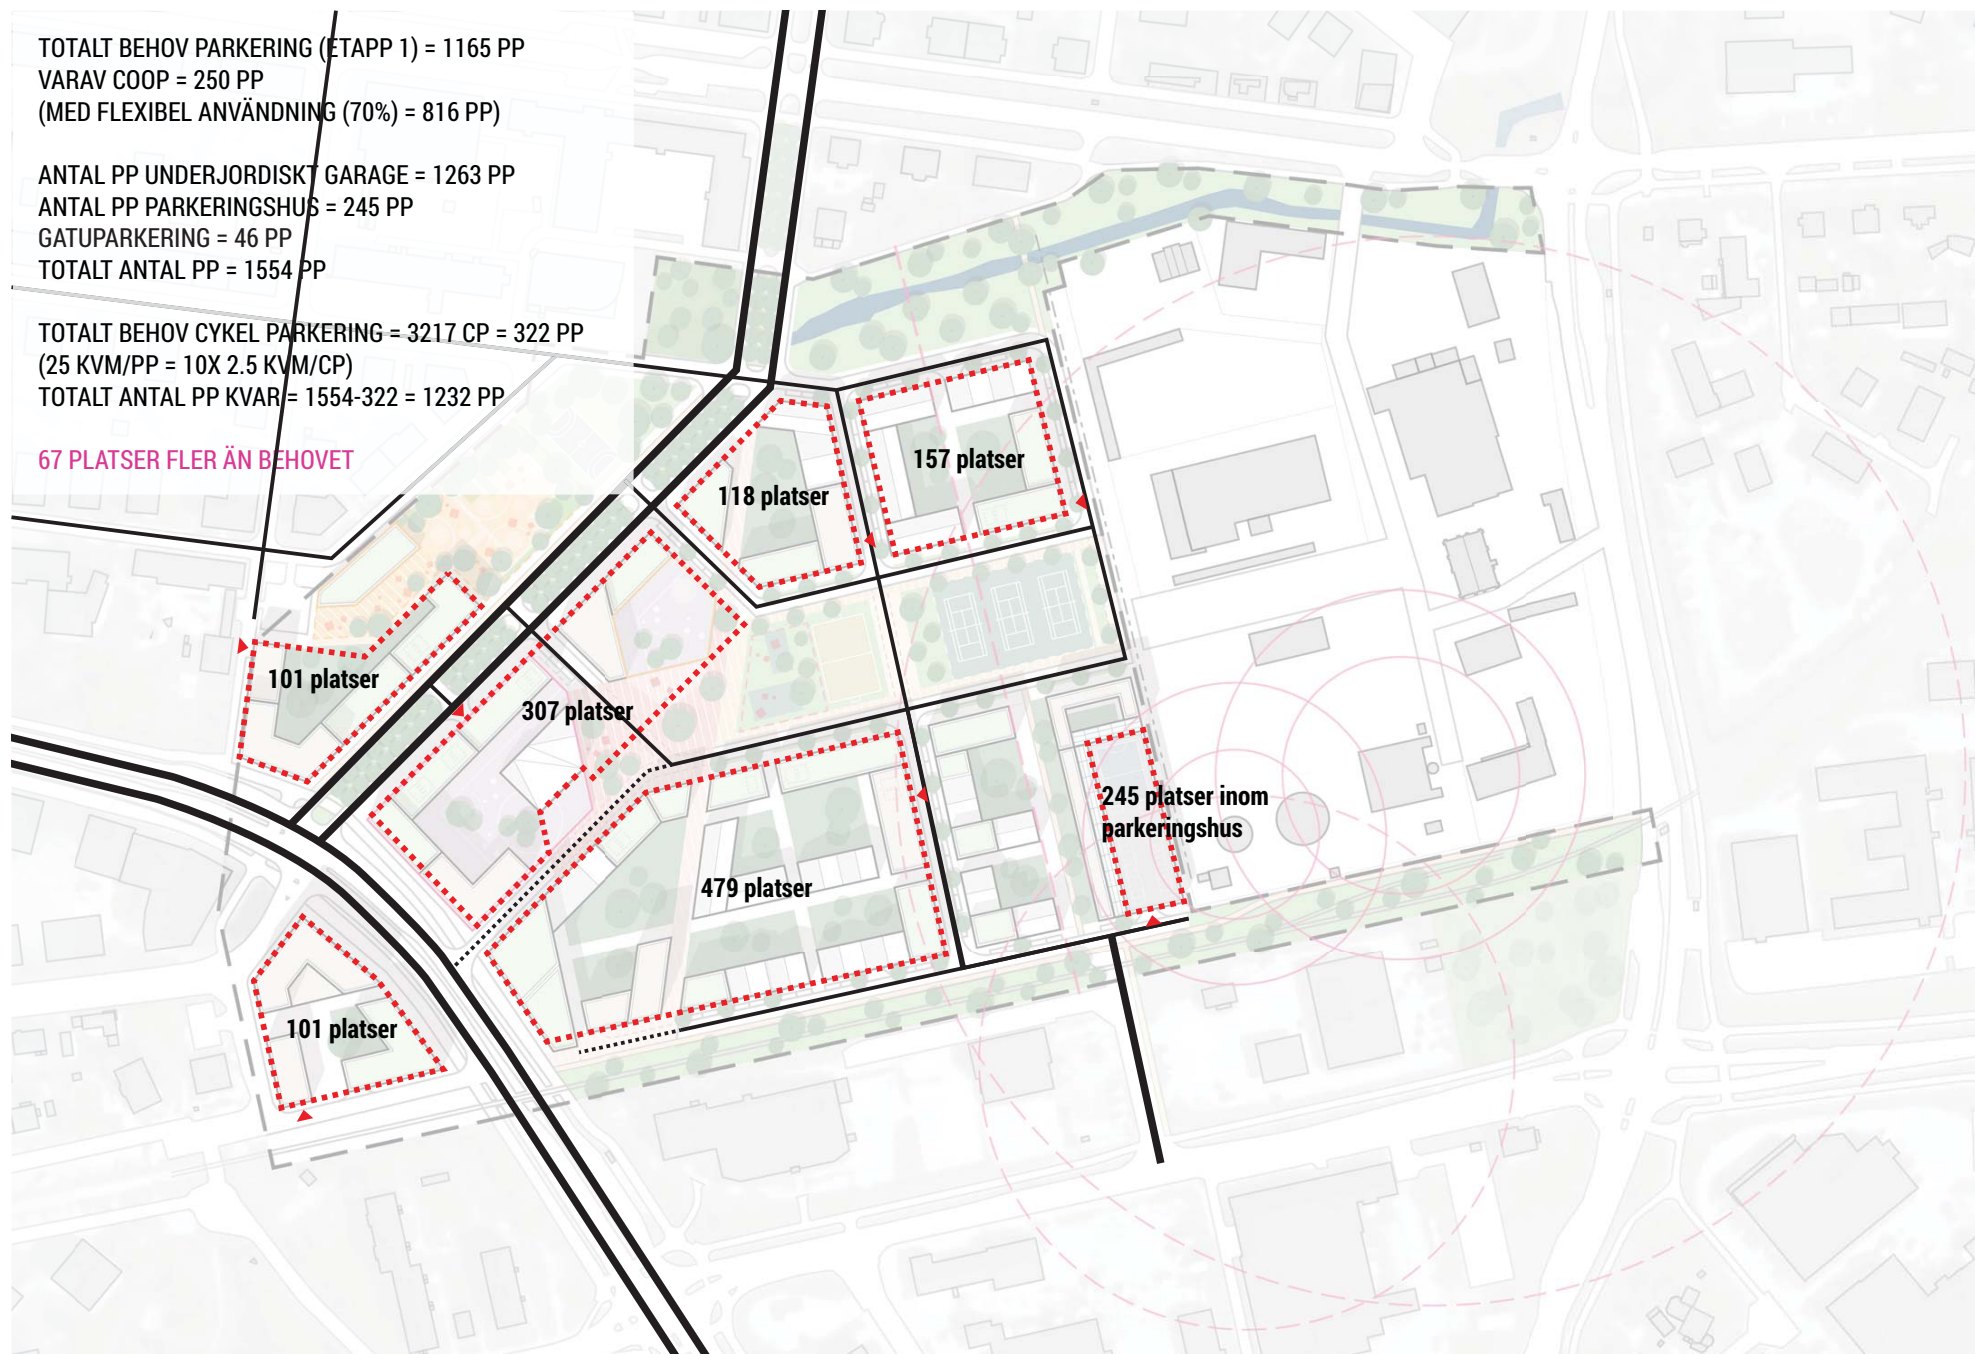 TOTALT BEHOV PARKERING (ETAPP 1) = 1165 PP
VARAV COOP = 250 PP
(MED FLEXIBEL ANVÄNDNING (70%) = 816 PP)
ANTAL PP UNDERJORDISKT GARAGE = 1263 PP
ANTAL PP PARKERINGSHUS = 245 PP
GATUPARKERING = 46 PP
TOTALT ANTAL PP = 1554 PP
TOTALT BEHOV CYKEL PARKERING = 3217 CP = 322 PP
(25 KVM/PP = 10X 2.5 KVM/CP)
TOTALT ANTAL PP KVAR = 1554-322 = 1232 PP
67 PLATSER FLER ÄN BEHOVET
157 platser
118 platser
101 platser
307 platser
245 platser inom
parkeringshus
479 platser
101 platser